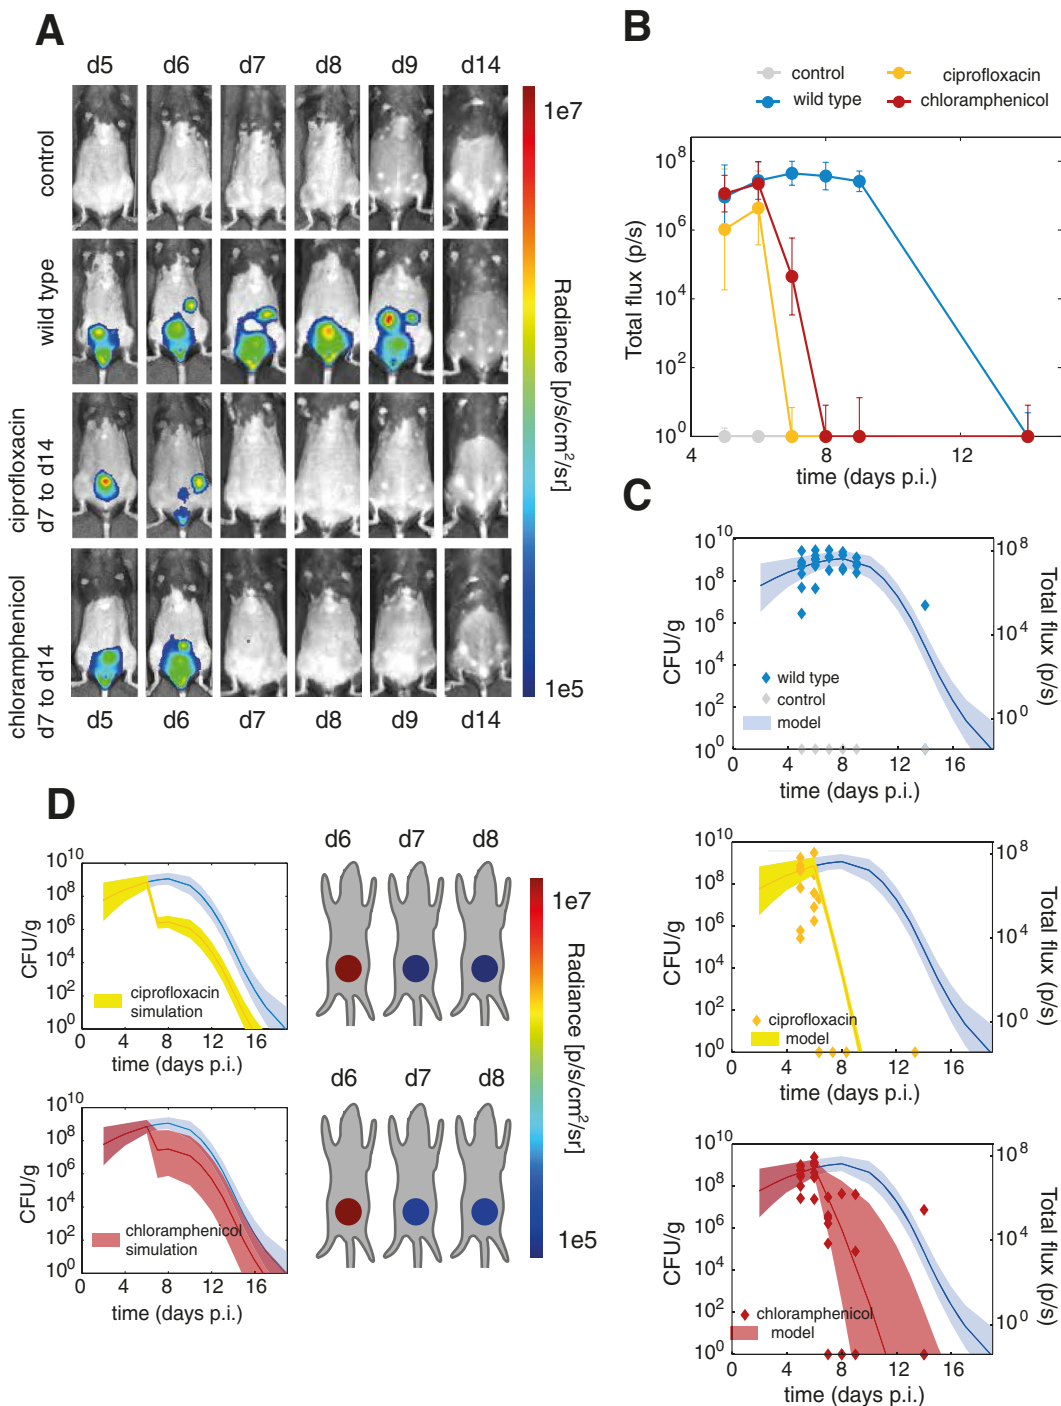 A
d5 d6 d7 d8 d9 d14
control
wild type
ciprofloxacin
d7 to d14
chloramphenicol
d7 to d14
d5 d6 d7 d8 d9 d14
1e7
Radiance [p/s/cm²/sr]
1e5
B
control
wild type
ciprofloxacin
chloramphenicol
Total flux (p/s)
10⁸
10⁶
10⁴
10²
10⁰
4 8 12
time (days p.i.)
C
CFU/g
10¹⁰
10⁸
10⁶
10⁴
10²
10⁰
wild type
control
model
10⁸
10⁴
10⁰
Total flux (p/s)
0 4 8 12 16
time (days p.i.)
CFU/g
10¹⁰
10⁸
10⁶
10⁴
10²
10⁰
ciprofloxacin
model
10⁸
10⁴
10⁰
Total flux (p/s)
0 4 8 12 16
time (days p.i.)
CFU/g
10¹⁰
10⁸
10⁶
10⁴
10²
10⁰
chloramphenicol
model
10⁸
10⁴
10⁰
Total flux (p/s)
0 4 8 12 16
time (days p.i.)
D
CFU/g
10¹⁰
10⁸
10⁶
10⁴
10²
10⁰
ciprofloxacin
simulation
0 4 8 12 16
time (days p.i.)
d6 d7 d8
CFU/g
10¹⁰
10⁸
10⁶
10⁴
10²
10⁰
chloramphenicol
simulation
0 4 8 12 16
time (days p.i.)
d6 d7 d8
1e7
Radiance [p/s/cm²/sr]
1e5